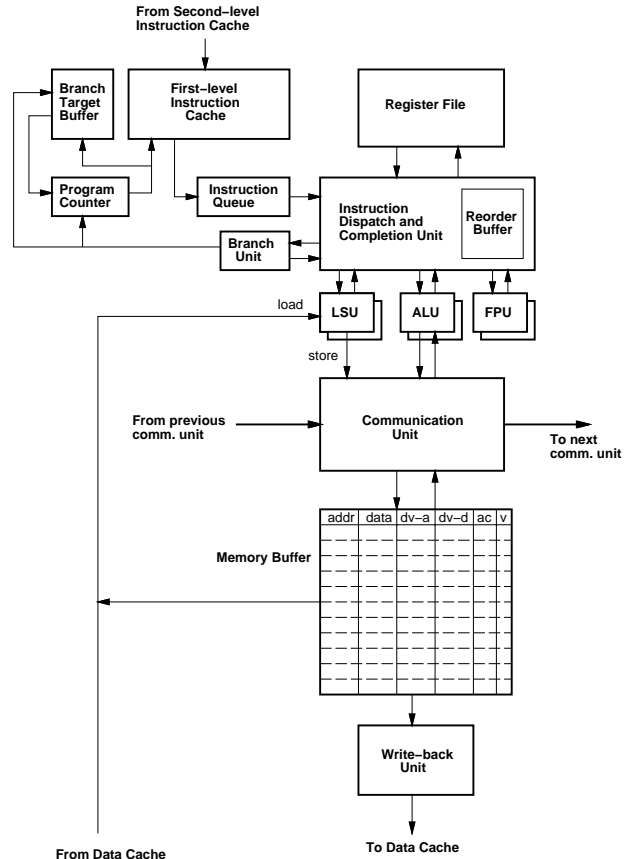 From Second–level
Instruction Cache
Branch
Target
Buffer
First–level
Instruction
Cache
Register File
Program
Counter
Instruction
Queue
Instruction
Dispatch and
Completion Unit
Reorder
Buffer
Branch
Unit
load
LSU
ALU
FPU
store
From previous
comm. unit
Communication
Unit
To next
comm. unit
addr data dv–a dv–d ac v
Memory Buffer
Write–back
Unit
From Data Cache
To Data Cache